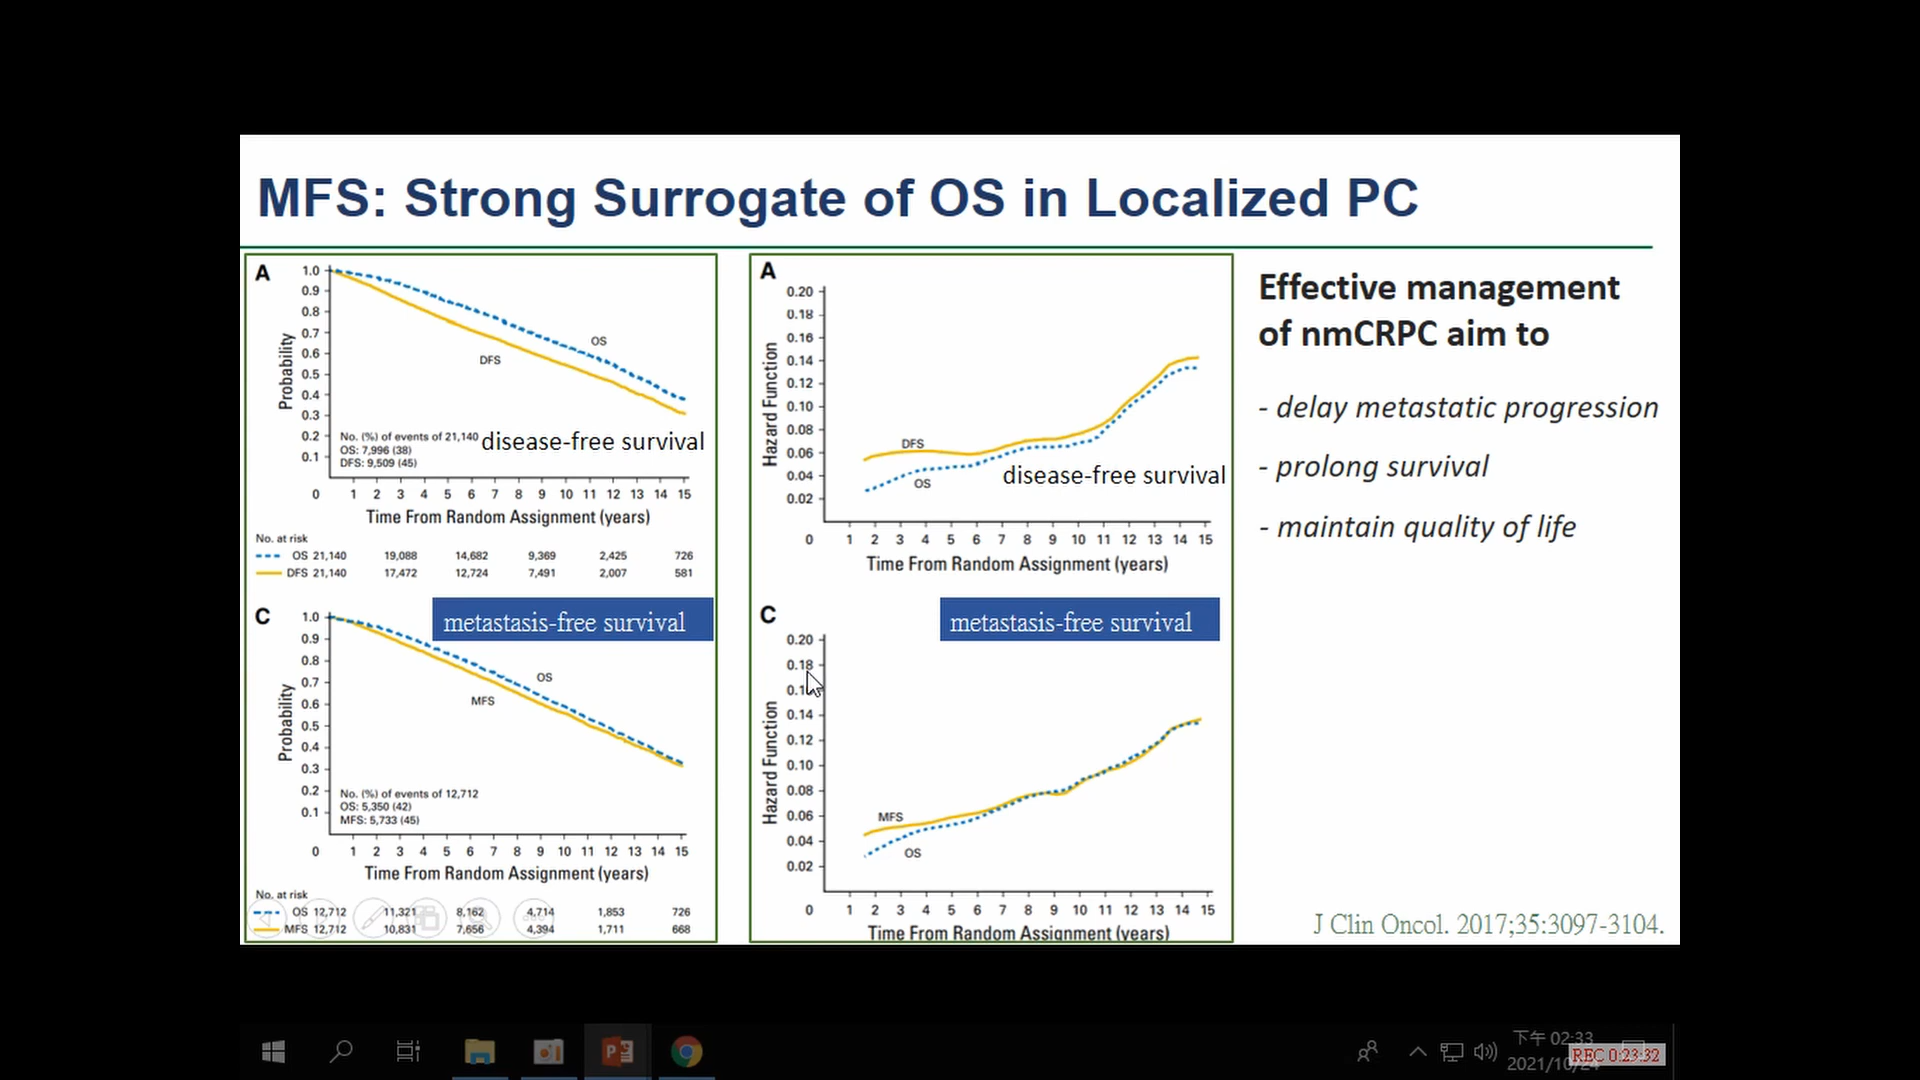 MFS: Strong Surrogate of OS in Localized PC
A
1.0
0.9
0.8
0.7
0.6
0.5
0.4
0.3
0.2
0.1
Probability
OS
DFS
No. (%) of events of 21,140
OS: 7,996 (38)
DFS: 9,509 (45)
disease-free survival
0 1 2 3 4 5 6 7 8 9 10 11 12 13 14 15
Time From Random Assignment (years)
No. at risk
OS 21,140 19,088 14,682 9,369 2,425 726
DFS 21,140 17,472 12,724 7,491 2,007 581
C
metastasis-free survival
1.0
0.9
0.8
0.7
0.6
0.5
0.4
0.3
0.2
0.1
Probability
OS
MFS
No. (%) of events of 12,712
OS: 5,350 (42)
MFS: 5,733 (45)
0 1 2 3 4 5 6 7 8 9 10 11 12 13 14 15
Time From Random Assignment (years)
No. at risk
OS 12,712 11,321 8,162 4,714 1,853 726
MFS 12,712 10,831 7,656 4,394 1,711 668
A
0.20
0.18
0.16
0.14
0.12
0.10
0.08
0.06
0.04
0.02
Hazard Function
DFS
OS
disease-free survival
0 1 2 3 4 5 6 7 8 9 10 11 12 13 14 15
Time From Random Assignment (years)
C
metastasis-free survival
0.20
0.18
0.14
0.12
0.10
0.08
0.06
0.04
0.02
Hazard Function
MFS
OS
0 1 2 3 4 5 6 7 8 9 10 11 12 13 14 15
Time From Random Assignment (years)
Effective management
of nmCRPC aim to
- delay metastatic progression
- prolong survival
- maintain quality of life
J Clin Oncol. 2017;35:3097-3104.
下午 02:33
REC 0:23:32